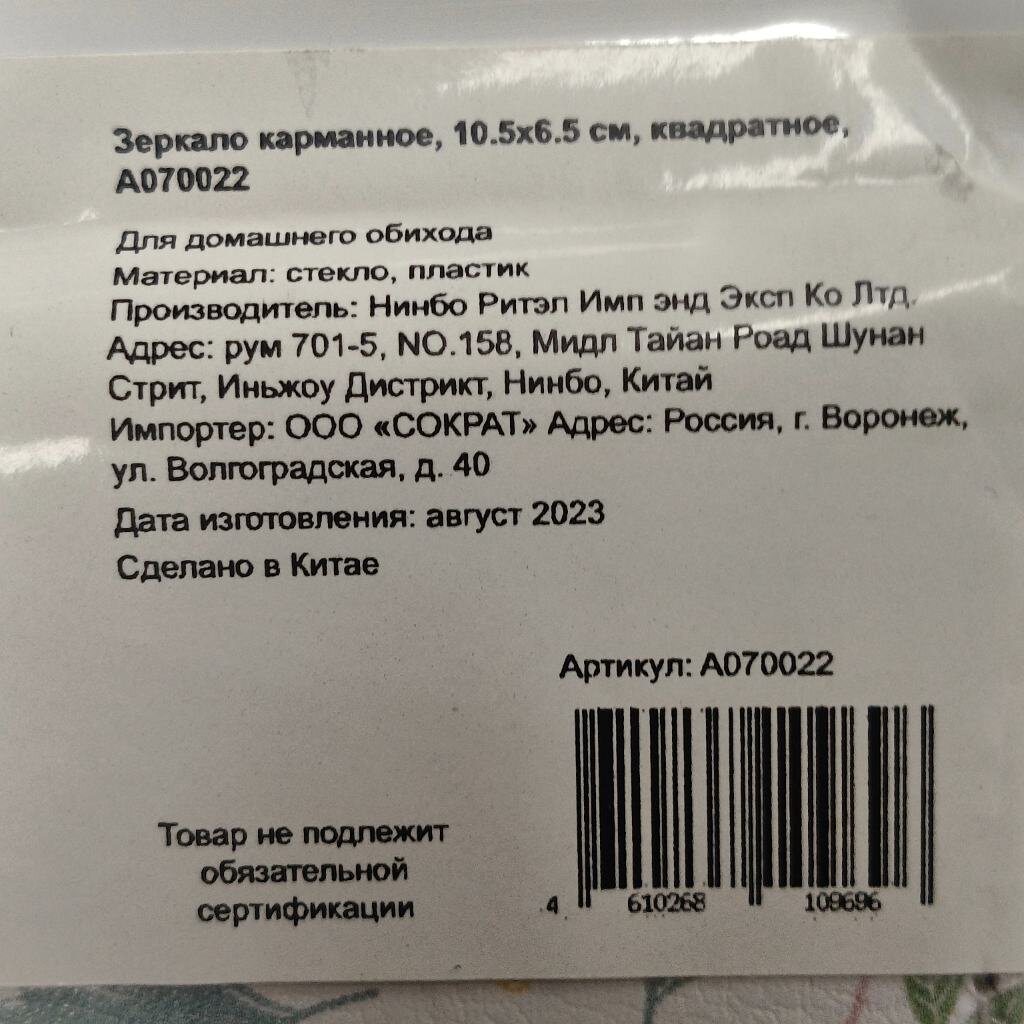 Зеркало карманное, 10.5х6.5 см, квадратное,
А070022
Для домашнего обихода
Материал: стекло, пластик
Производитель: Нинбо Ритэл Имп энд Эксп Ко Лтд.
Адрес: рум 701-5, NO.158, Мидл Тайан Роад Шунан
Стрит, Иньжоу Дистрикт, Нинбо, Китай
Импортер: ООО «СОКРАТ» Адрес: Россия, г. Воронеж,
ул. Волгоградская, д. 40
Дата изготовления: август 2023
Сделано в Китае
Артикул: А070022
Товар не подлежит
обязательной
сертификации
4 610268 109696